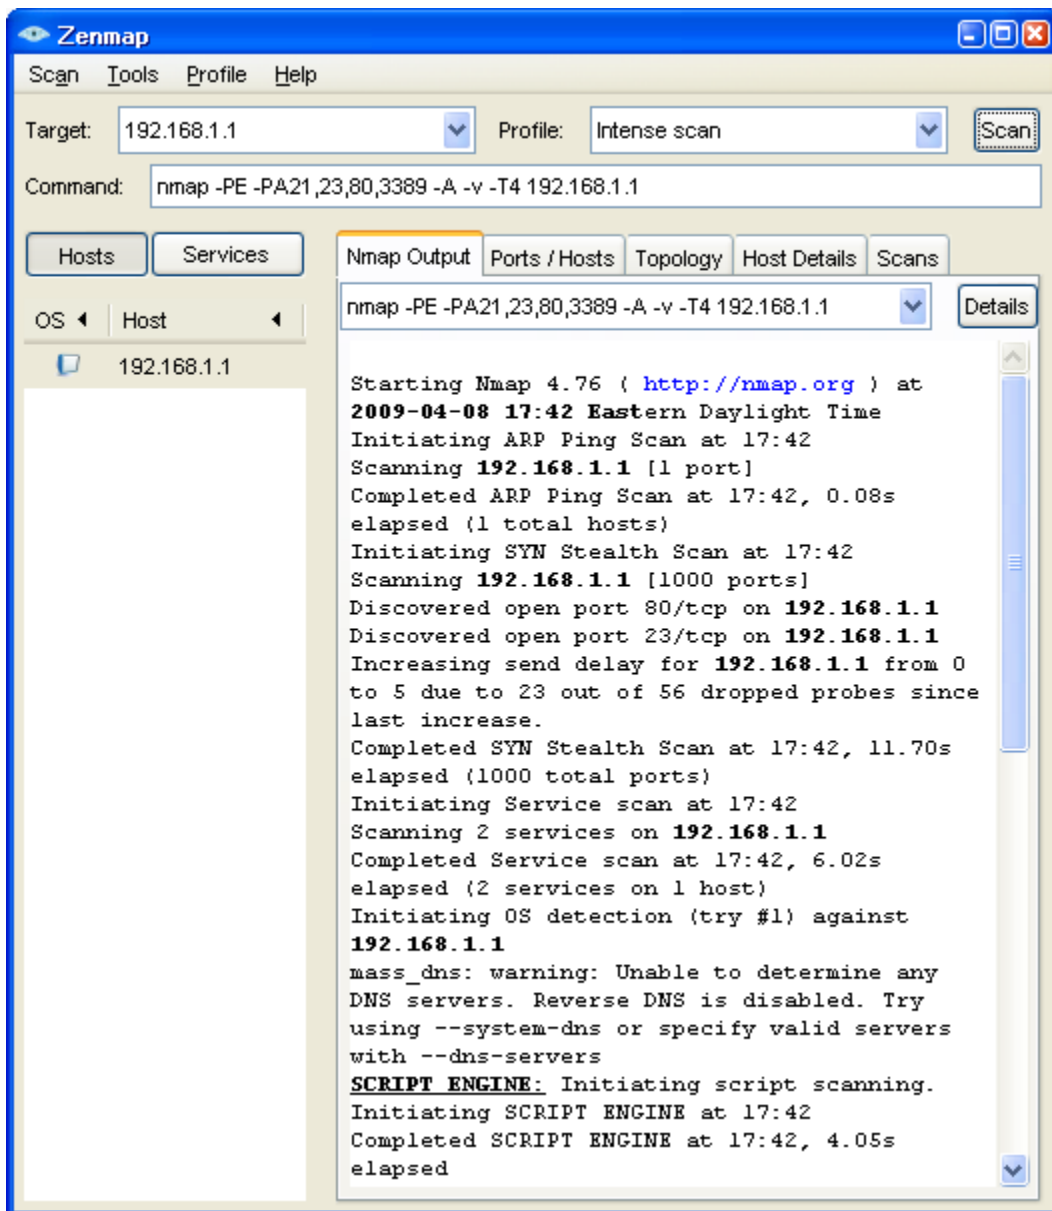 Zenmap
Scan Tools Profile Help
Target: 192.168.1.1 Profile: Intense scan Scan
Command: nmap -PE -PA21,23,80,3389 -A -v -T4 192.168.1.1
Hosts Services
OS Host
192.168.1.1
Nmap Output Ports / Hosts Topology Host Details Scans
nmap -PE -PA21,23,80,3389 -A -v -T4 192.168.1.1 Details
Starting Nmap 4.76 ( http://nmap.org ) at
2009-04-08 17:42 Eastern Daylight Time
Initiating ARP Ping Scan at 17:42
Scanning 192.168.1.1 [1 port]
Completed ARP Ping Scan at 17:42, 0.08s
elapsed (1 total hosts)
Initiating SYN Stealth Scan at 17:42
Scanning 192.168.1.1 [1000 ports]
Discovered open port 80/tcp on 192.168.1.1
Discovered open port 23/tcp on 192.168.1.1
Increasing send delay for 192.168.1.1 from 0
to 5 due to 23 out of 56 dropped probes since
last increase.
Completed SYN Stealth Scan at 17:42, 11.70s
elapsed (1000 total ports)
Initiating Service scan at 17:42
Scanning 2 services on 192.168.1.1
Completed Service scan at 17:42, 6.02s
elapsed (2 services on 1 host)
Initiating OS detection (try #1) against
192.168.1.1
mass_dns: warning: Unable to determine any
DNS servers. Reverse DNS is disabled. Try
using --system-dns or specify valid servers
with --dns-servers
SCRIPT ENGINE: Initiating script scanning.
Initiating SCRIPT ENGINE at 17:42
Completed SCRIPT ENGINE at 17:42, 4.05s
elapsed